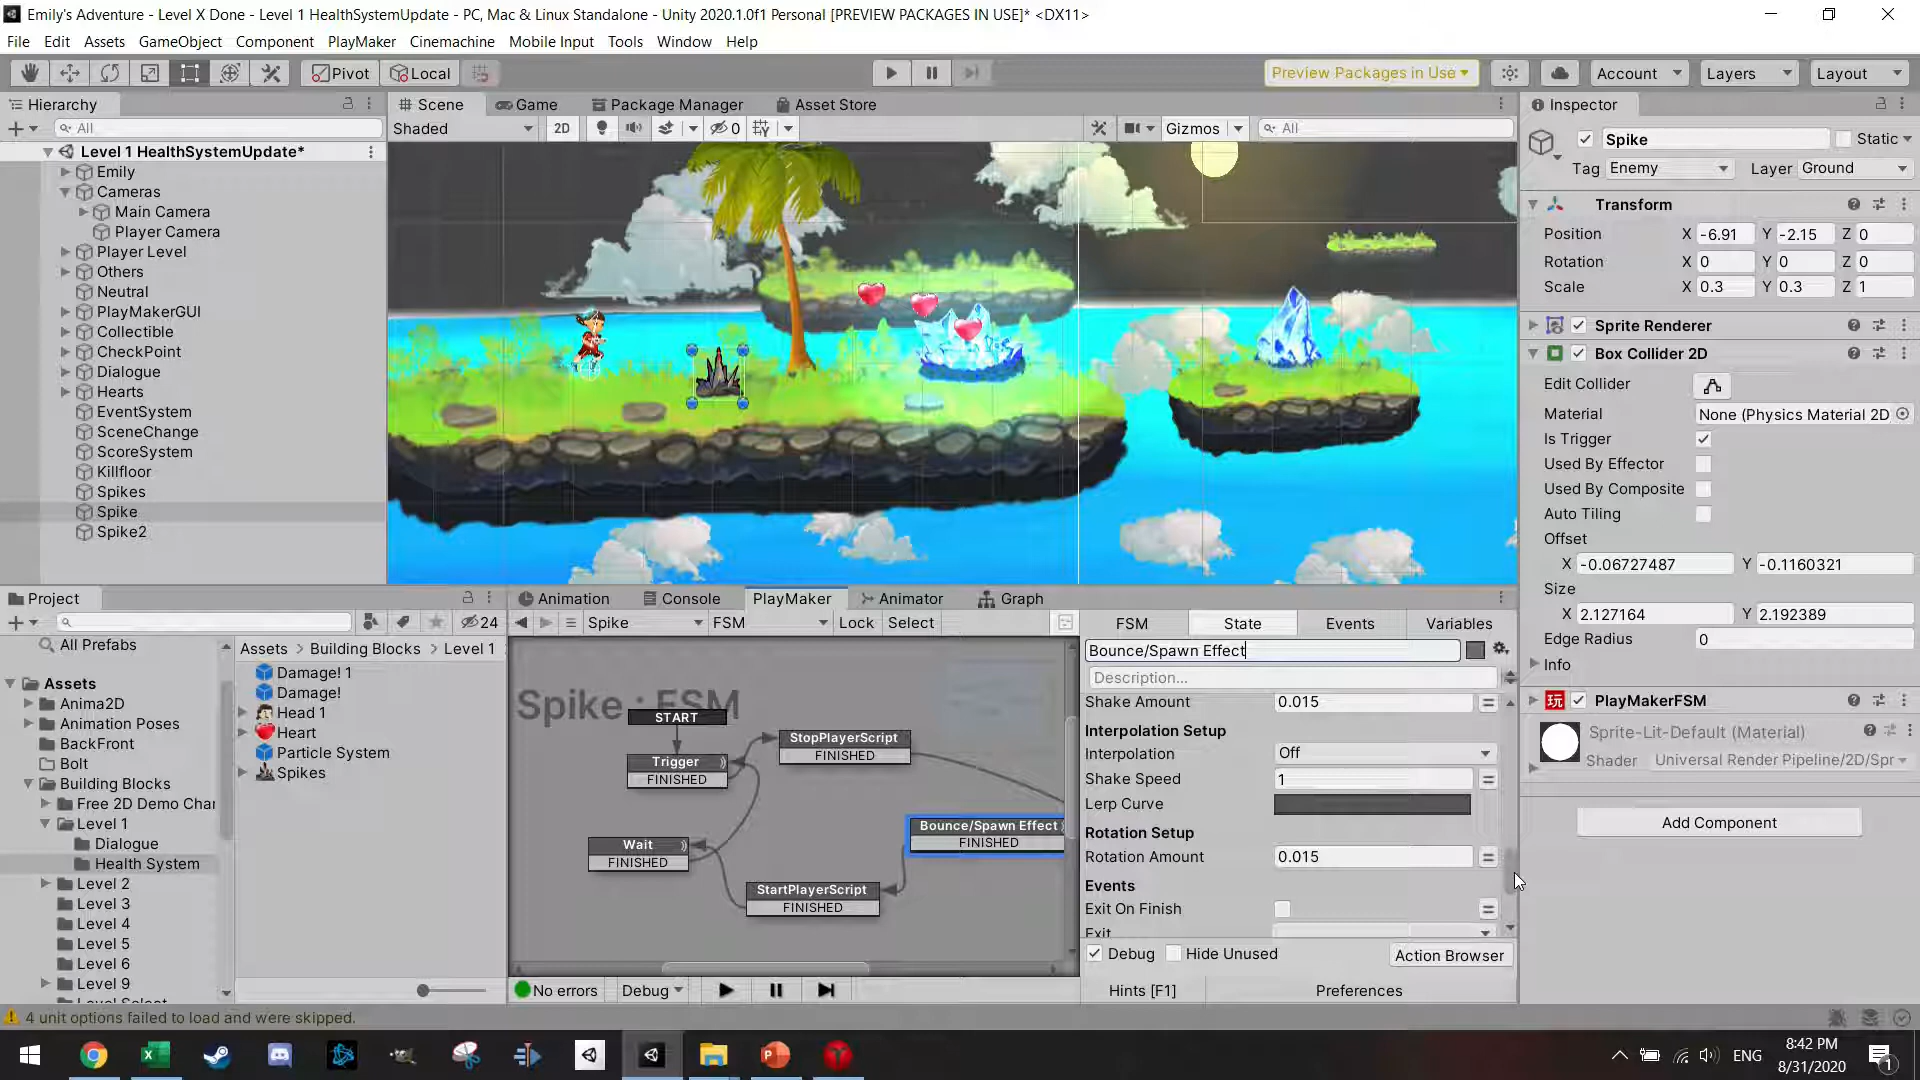 Emily's Adventure - Level X Done - Level 1 HealthSystemUpdate - PC, Mac & Linux Standalone - Unity 2020.1.0f1 Personal [PREVIEW PACKAGES IN USE]* <DX11>
File Edit Assets GameObject Component PlayMaker Cinemachine Mobile Input Tools Window Help
Pivot Local Preview Packages in Use Account Layers Layout
Hierarchy
All
Level 1 HealthSystemUpdate*
Emily
Cameras
Main Camera
Player Camera
Player Level
Others
Neutral
PlayMakerGUI
Collectible
CheckPoint
Dialogue
Hearts
EventSystem
SceneChange
ScoreSystem
Killfloor
Spikes
Spike
Spike2
Scene Game Package Manager Asset Store
Shaded 2D 0 Gizmos All
Inspector
Spike Static
Tag Enemy Layer Ground
Transform
Position X -6.91 Y -2.15 Z 0
Rotation X 0 Y 0 Z 0
Scale X 0.3 Y 0.3 Z 1
Sprite Renderer
Box Collider 2D
Edit Collider
Material None (Physics Material 2D
Is Trigger
Used By Effector
Used By Composite
Auto Tiling
Offset
X -0.06727487 Y -0.1160321
Size
X 2.127164 Y 2.192389
Edge Radius 0
Info
PlayMakerFSM
Sprite-Lit-Default (Material)
Shader Universal Render Pipeline/2D/Spr
Add Component
Project
24
All Prefabs
Assets
Anima2D
Animation Poses
BackFront
Bolt
Building Blocks
Free 2D Demo Char
Level 1
Dialogue
Health System
Level 2
Level 3
Level 4
Level 5
Level 6
Level 9
Level Select
Assets > Building Blocks > Level 1
Damage! 1
Damage!
Head 1
Heart
Particle System
Spikes
Animation Console PlayMaker Animator Graph
Spike FSM Lock Select
Spike : FSM
START
Trigger
FINISHED
StopPlayerScript
FINISHED
Bounce/Spawn Effect
FINISHED
Wait
FINISHED
StartPlayerScript
FINISHED
No errors Debug
FSM State Events Variables
Bounce/Spawn Effect
Description...
Shake Amount 0.015
Interpolation Setup
Interpolation Off
Shake Speed 1
Lerp Curve
Rotation Setup
Rotation Amount 0.015
Events
Exit On Finish
Exit
Debug Hide Unused Action Browser
Hints [F1] Preferences
4 unit options failed to load and were skipped.
ENG
8:42 PM
8/31/2020
1